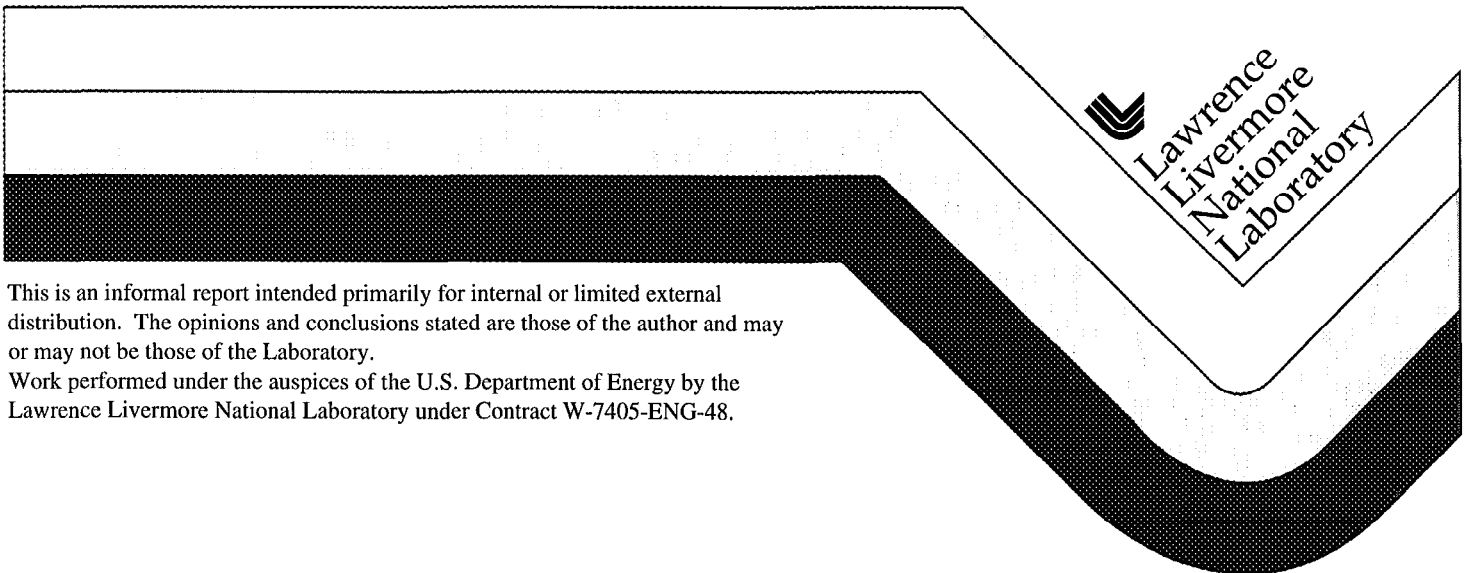 Lawrence
Livermore
National
Laboratory
This is an informal report intended primarily for internal or limited external
distribution. The opinions and conclusions stated are those of the author and may
or may not be those of the Laboratory.
Work performed under the auspices of the U.S. Department of Energy by the
Lawrence Livermore National Laboratory under Contract W-7405-ENG-48.